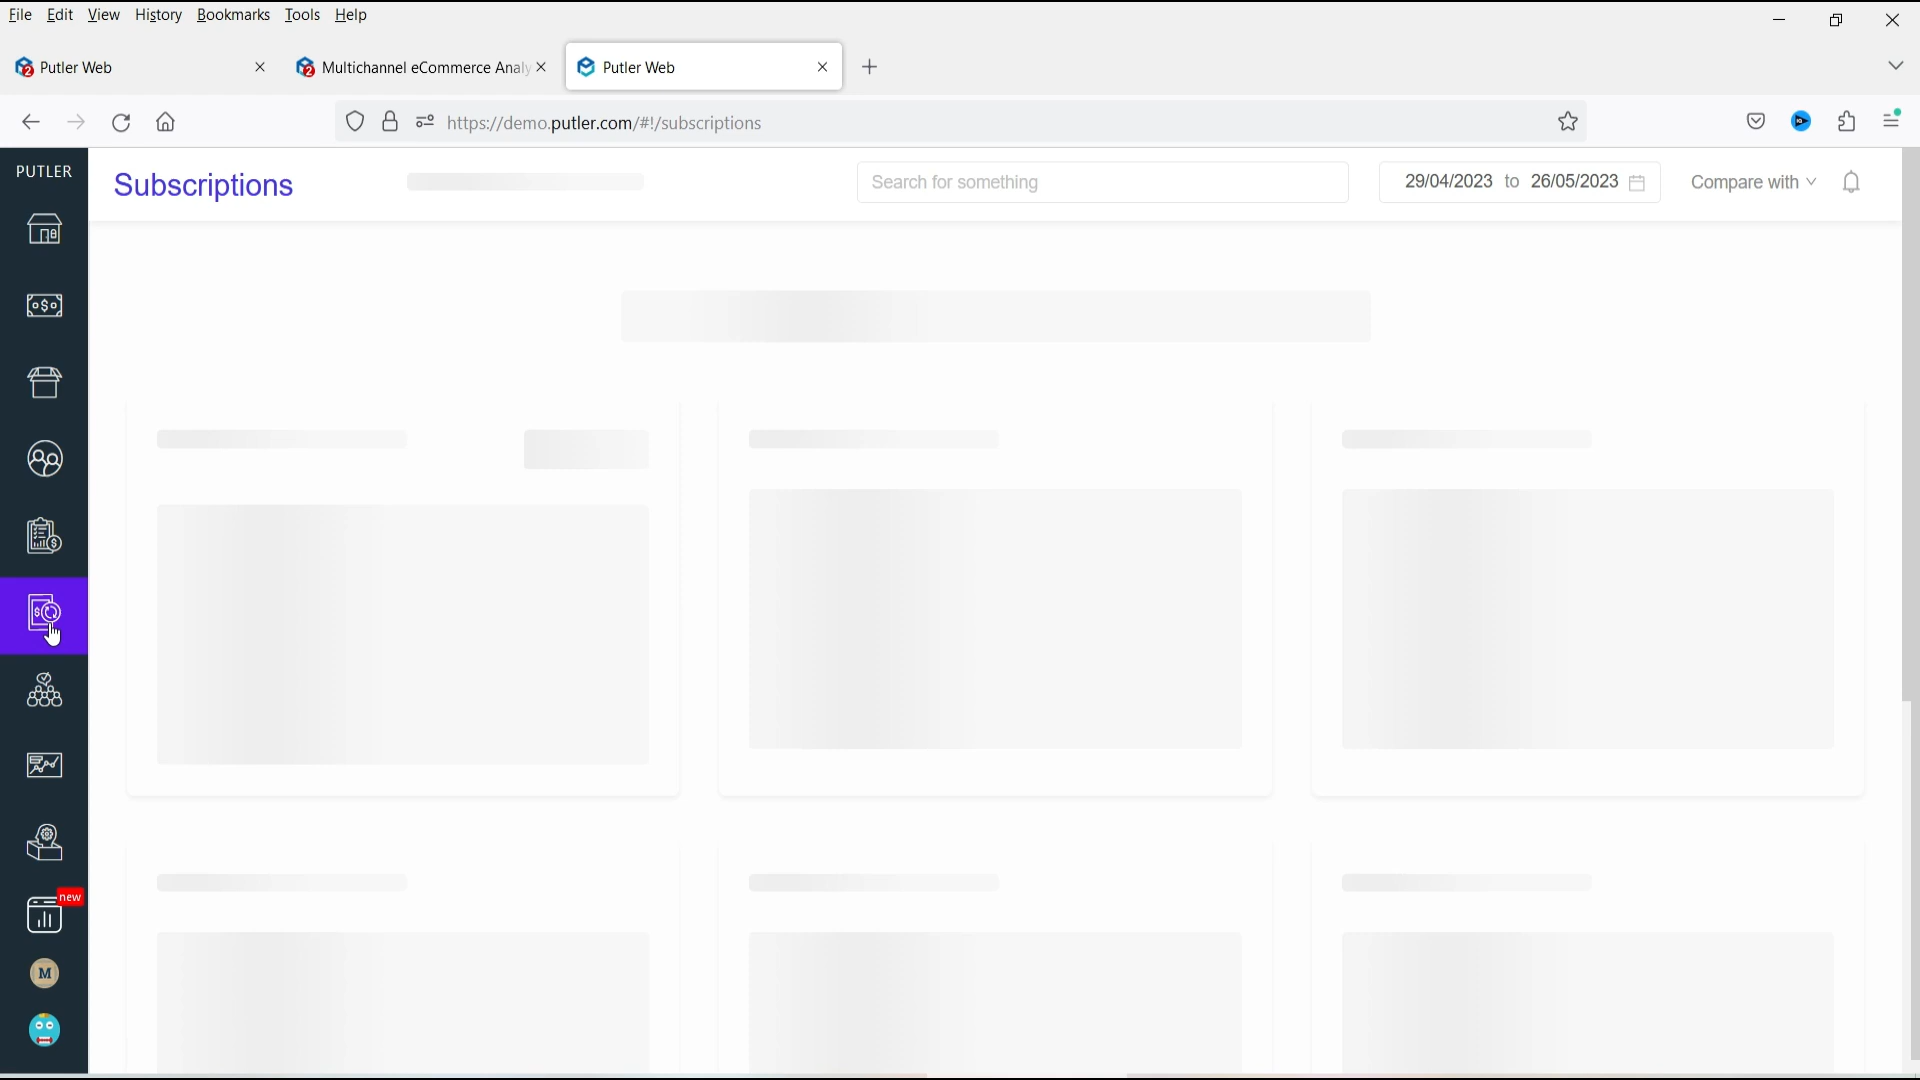 File Edit View History Bookmarks Tools Help
Putler Web
Multichannel eCommerce Analy
Putler Web
https://demo.putler.com/#!/subscriptions
PUTLER
Subscriptions
Search for something
29/04/2023 to 26/05/2023
Compare with
new
M